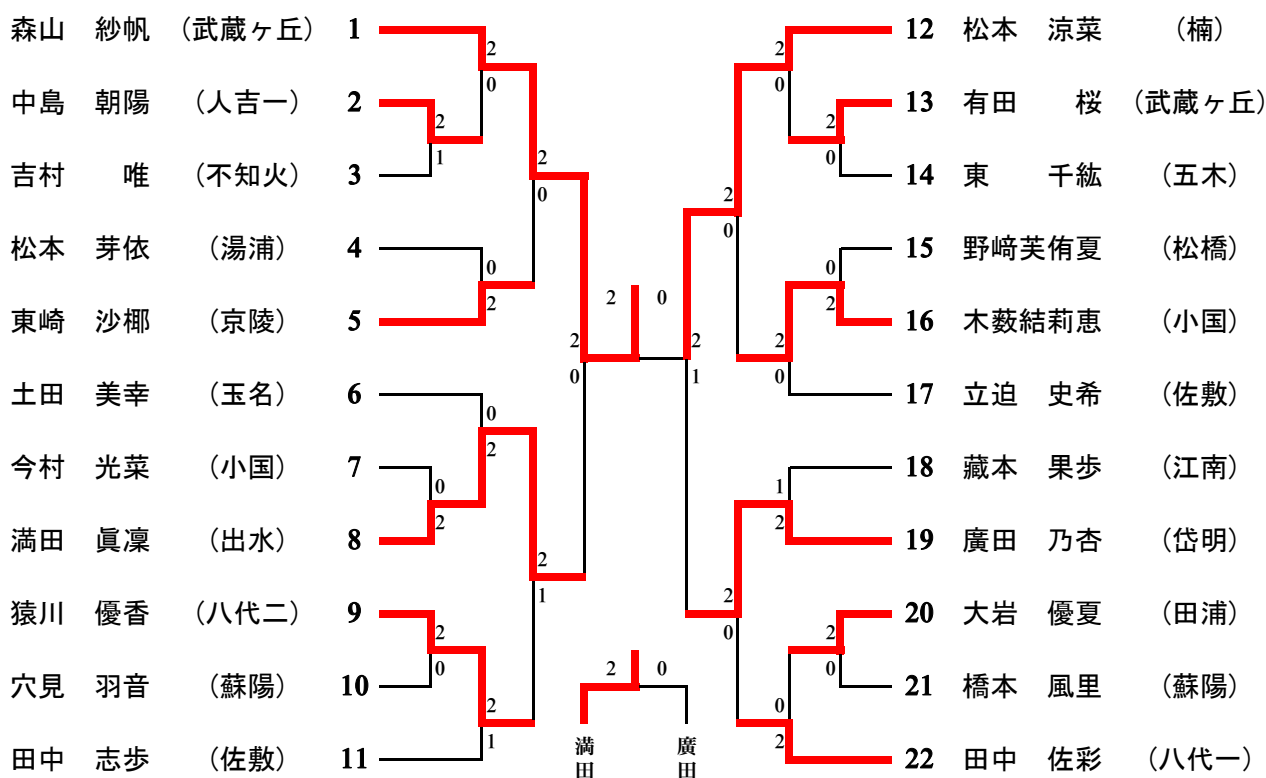 森山 紗帆 (武蔵ヶ丘) 1
中島 朝陽 (人吉一) 2
吉村 唯 (不知火) 3
松本 芽依 (湯浦) 4
東崎 沙椰 (京陵) 5
土田 美幸 (玉名) 6
今村 光菜 (小国) 7
満田 眞凜 (出水) 8
猿川 優香 (八代二) 9
穴見 羽音 (蘇陽) 10
田中 志歩 (佐敷) 11
2
0
2
1
2
0
0
2
2
0
0
2
0
2
2
1
2
0
2
1
2 0
2 0
満田
廣田
2
1
2
0
2
0
2
0
2
0
0
2
2
0
1
2
2
0
2
0
0
2
12 松本 涼菜 (楠)
13 有田 桜 (武蔵ヶ丘)
14 東 千紘 (五木)
15 野﨑芙侑夏 (松橋)
16 木薮結莉恵 (小国)
17 立迫 史希 (佐敷)
18 藏本 果歩 (江南)
19 廣田 乃杏 (岱明)
20 大岩 優夏 (田浦)
21 橋本 風里 (蘇陽)
22 田中 佐彩 (八代一)